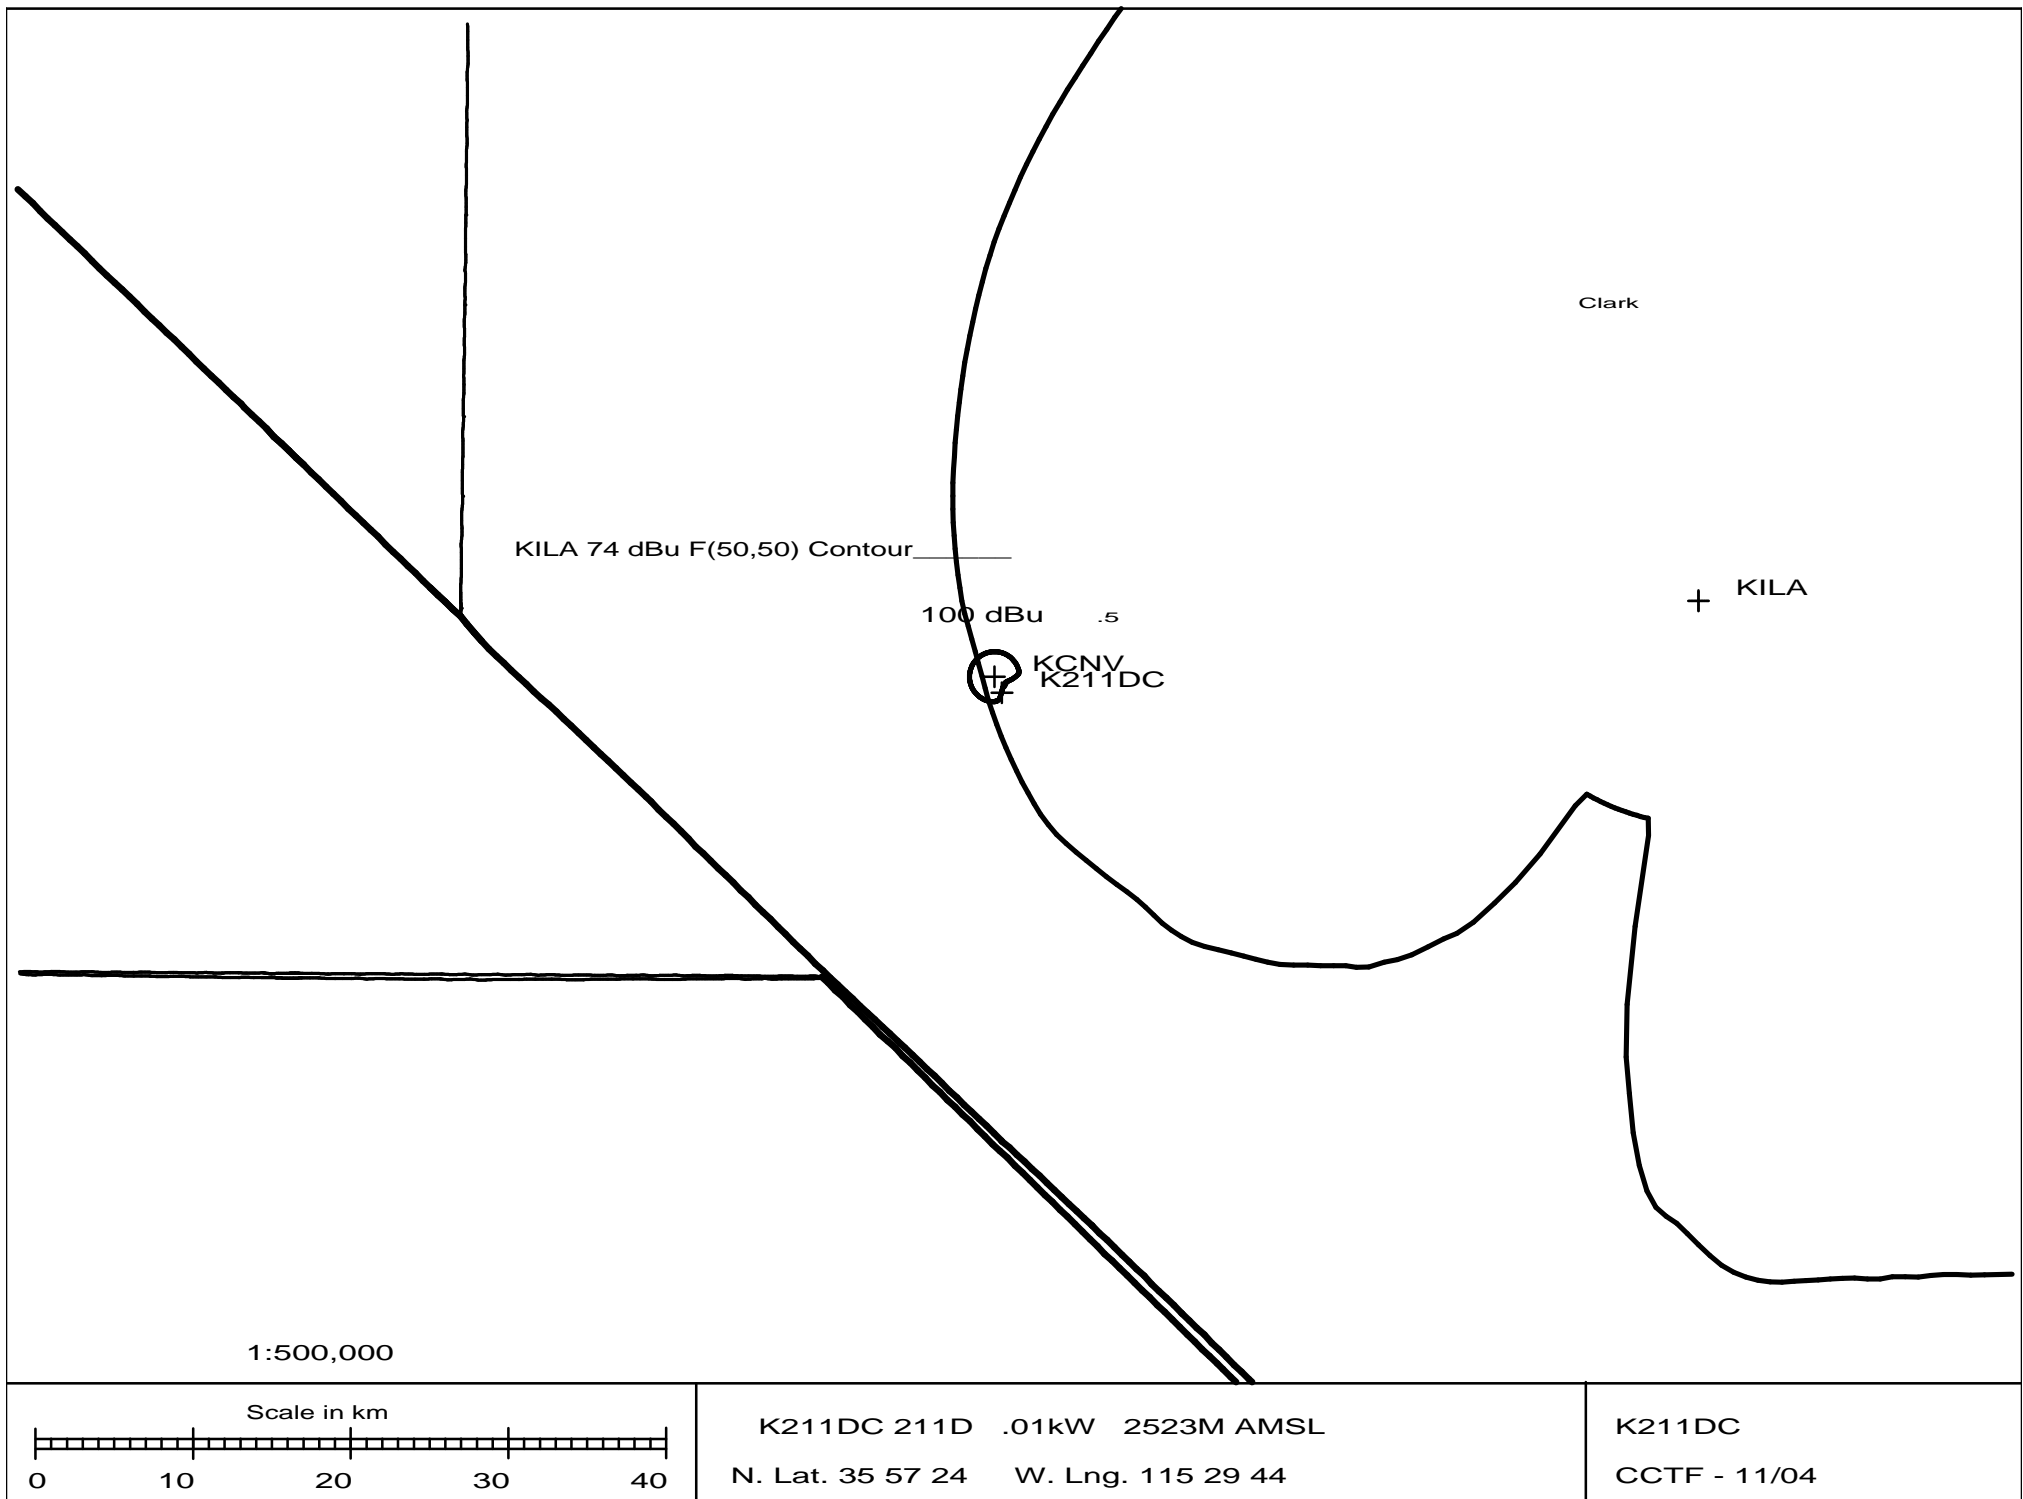 Clark
KILA 74 dBu F(50,50) Contour______
KILA
100 dBu .5
KCNV
K211DC
1:500,000
Scale in km
0 10 20 30 40
K211DC 211D .01kW 2523M AMSL
N. Lat. 35 57 24 W. Lng. 115 29 44
K211DC
CCTF - 11/04